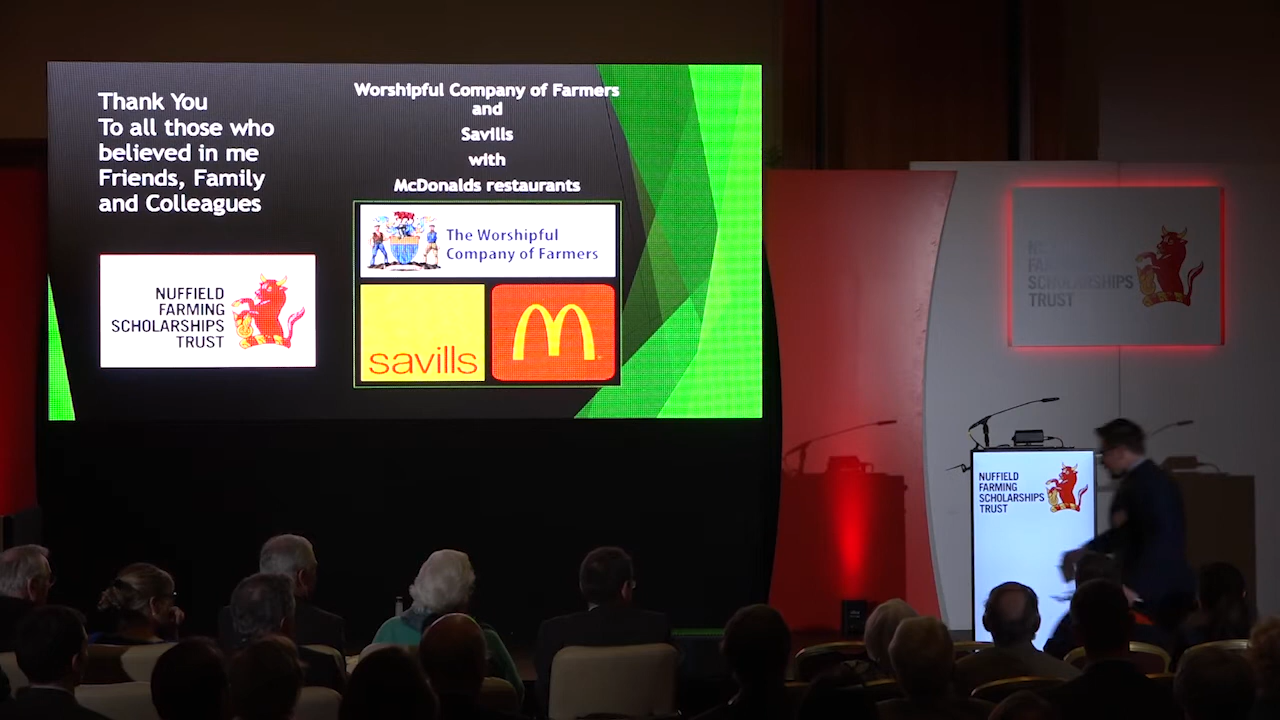 Thank You
To all those who
believed in me
Friends, Family
and Colleagues
Worshipful Company of Farmers
and
Savills
with
McDonalds restaurants
The Worshipful
Company of Farmers
NUFFIELD
FARMING
SCHOLARSHIPS
TRUST
savills
NUFFIELD
FARMING
SCHOLARSHIPS
TRUST
NUFFIELD
FARMING
SCHOLARSHIPS
TRUST